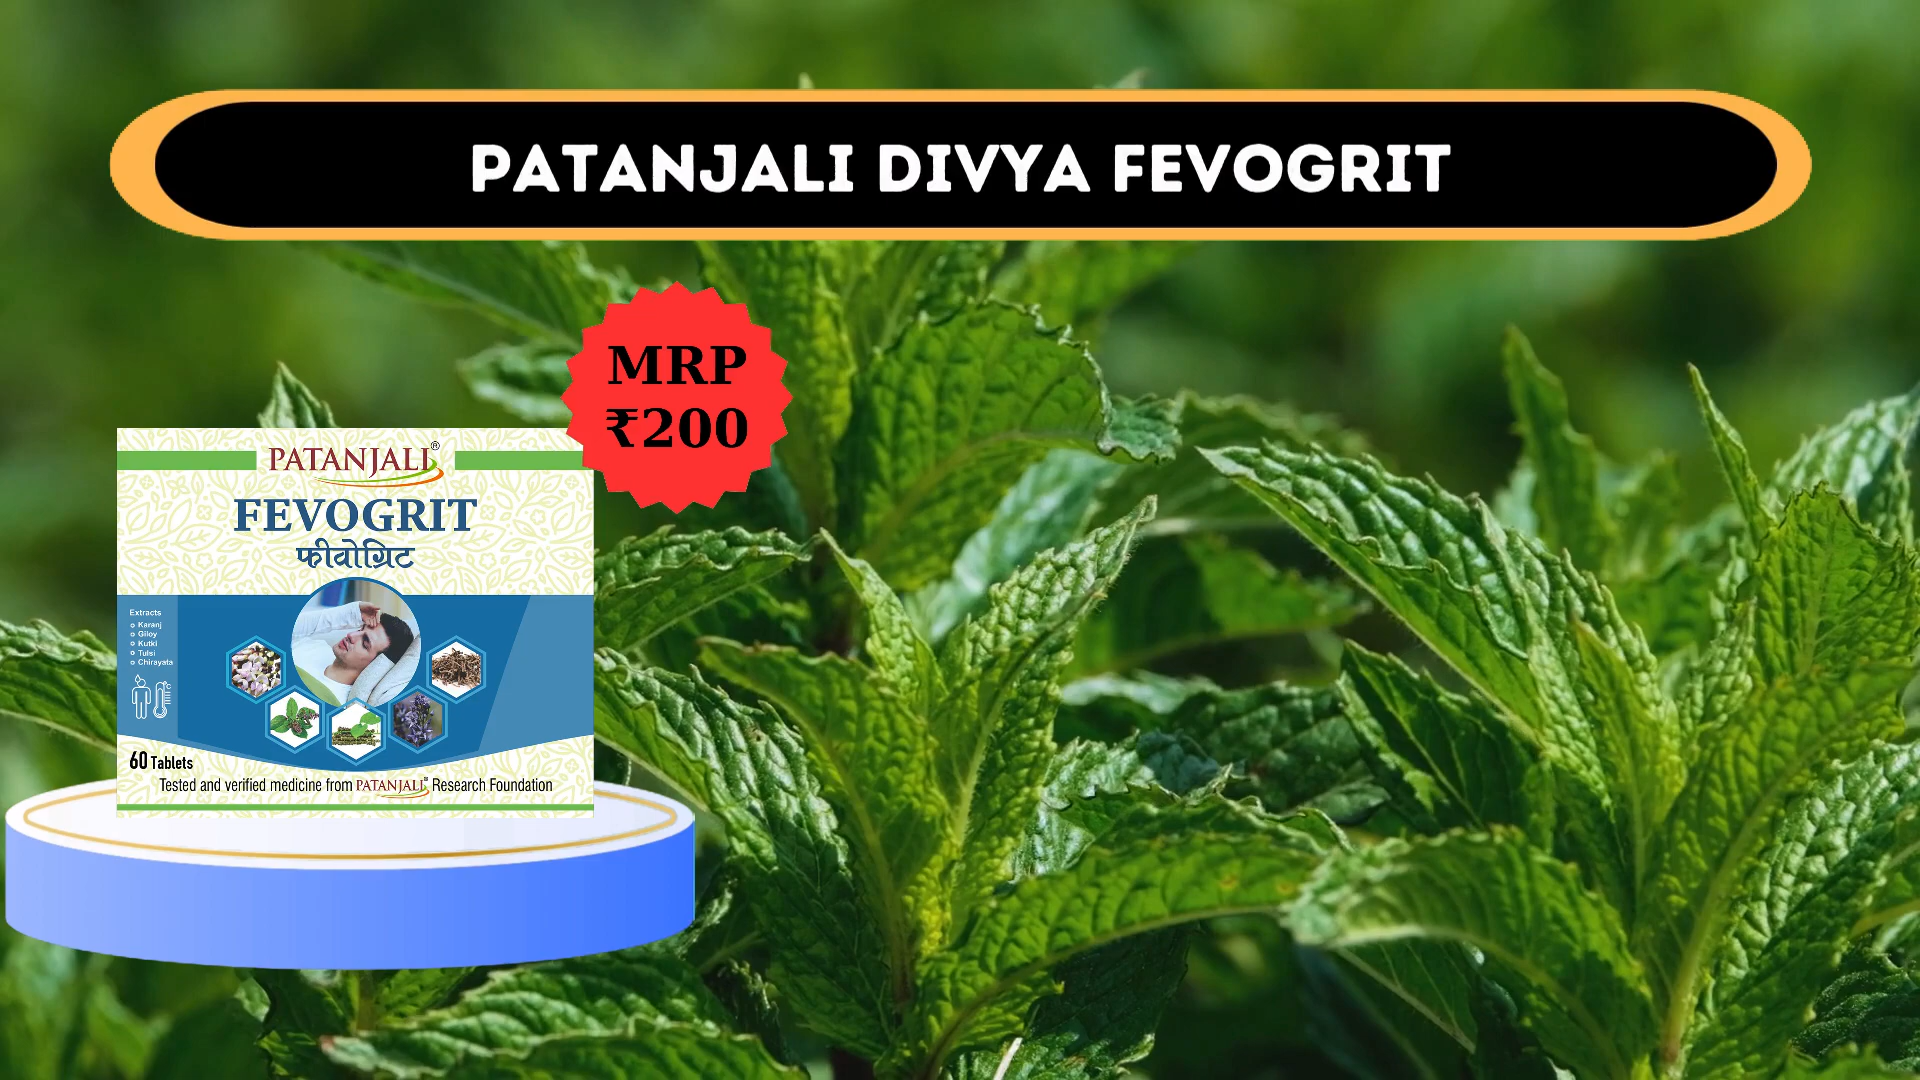 PATANJALI DIVYA FEVOGRIT
MRP
₹200
PATANJALI®
FEVOGRIT
फीवोग्रिट
Extracts
Karanj
Giloy
Kutki
Tulsi
Chirayata
60 Tablets
Tested and verified medicine from PATANJALI® Research Foundation